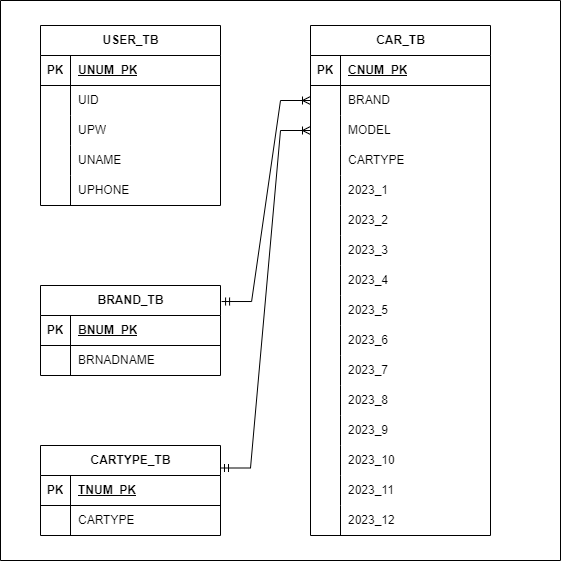 USER_TB
PK UNUM_PK
UID
UPW
UNAME
UPHONE
BRAND_TB
PK BNUM_PK
BRNADNAME
CARTYPE_TB
PK TNUM_PK
CARTYPE
CAR_TB
PK CNUM_PK
BRAND
MODEL
CARTYPE
2023_1
2023_2
2023_3
2023_4
2023_5
2023_6
2023_7
2023_8
2023_9
2023_10
2023_11
2023_12